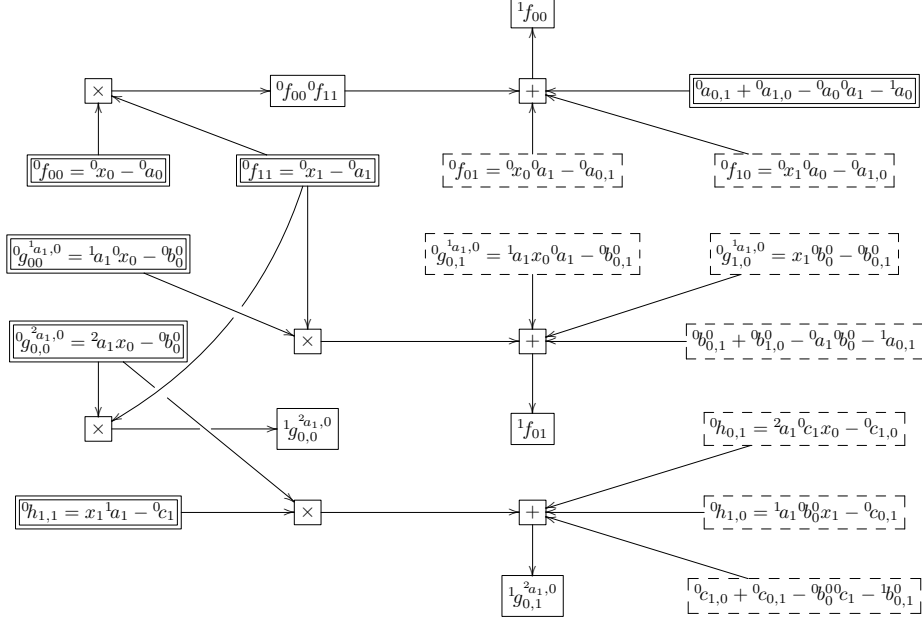 ¹f₀₀
×
⁰f₀₀⁰f₁₁
+
⁰a₀,₁ + ⁰a₁,₀ − ⁰a₀⁰a₁ − ¹a₀
⁰f₀₀ = ⁰x₀ − ⁰a₀
⁰f₁₁ = ⁰x₁ − ⁰a₁
⁰f₀₁ = ⁰x₀⁰a₁ − ⁰a₀,₁
⁰f₁₀ = ⁰x₁⁰a₀ − ⁰a₁,₀
⁰g₀₀^{¹a₁,0} = ¹a₁⁰x₀ − ⁰b₀⁰
⁰g₀,₁^{¹a₁,0} = ¹a₁x₀⁰a₁ − ⁰b₀,₁⁰
⁰g₁,₀^{¹a₁,0} = x₁⁰b₀⁰ − ⁰b₀,₁⁰
⁰g₀,₀^{²a₁,0} = ²a₁x₀ − ⁰b₀⁰
×
+
⁰b₀,₁⁰ + ⁰b₁,₀⁰ − ⁰a₁⁰b₀⁰ − ¹a₀,₁
×
¹g₀,₀^{²a₁,0}
¹f₀₁
⁰h₀,₁ = ²a₁⁰c₁x₀ − ⁰c₁,₀
⁰h₁,₁ = x₁¹a₁ − ⁰c₁
×
+
⁰h₁,₀ = ¹a₁⁰b₀⁰x₁ − ⁰c₀,₁
¹g₀,₁^{²a₁,0}
⁰c₁,₀ + ⁰c₀,₁ − ⁰b₀⁰⁰c₁ − ¹b₀,₁⁰